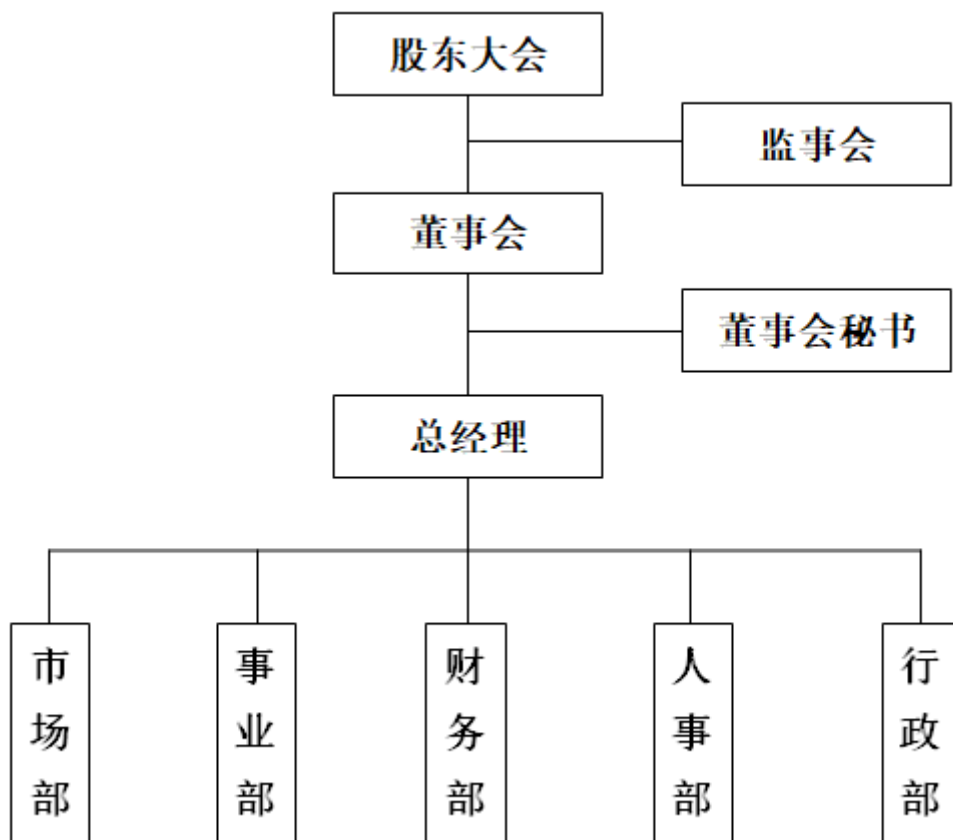 股东大会
监事会
董事会
董事会秘书
总经理
市场部
事业部
财务部
人事部
行政部